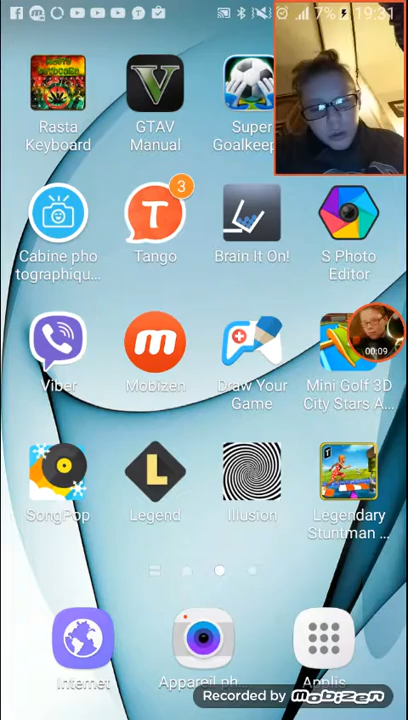 7% 19:31
Rasta
Keyboard
GTAV
Manual
Super
Goalkeep
3
Cabine pho
tographiqu...
Tango
Brain It On!
S Photo
Editor
Viber
Mobizen
Draw Your
Game
00:09
Mini Golf 3D
City Stars A...
SongPop
Legend
Illusion
Legendary
Stuntman ...
Internet
Appareil ph
Applis
Recorded by mobizen